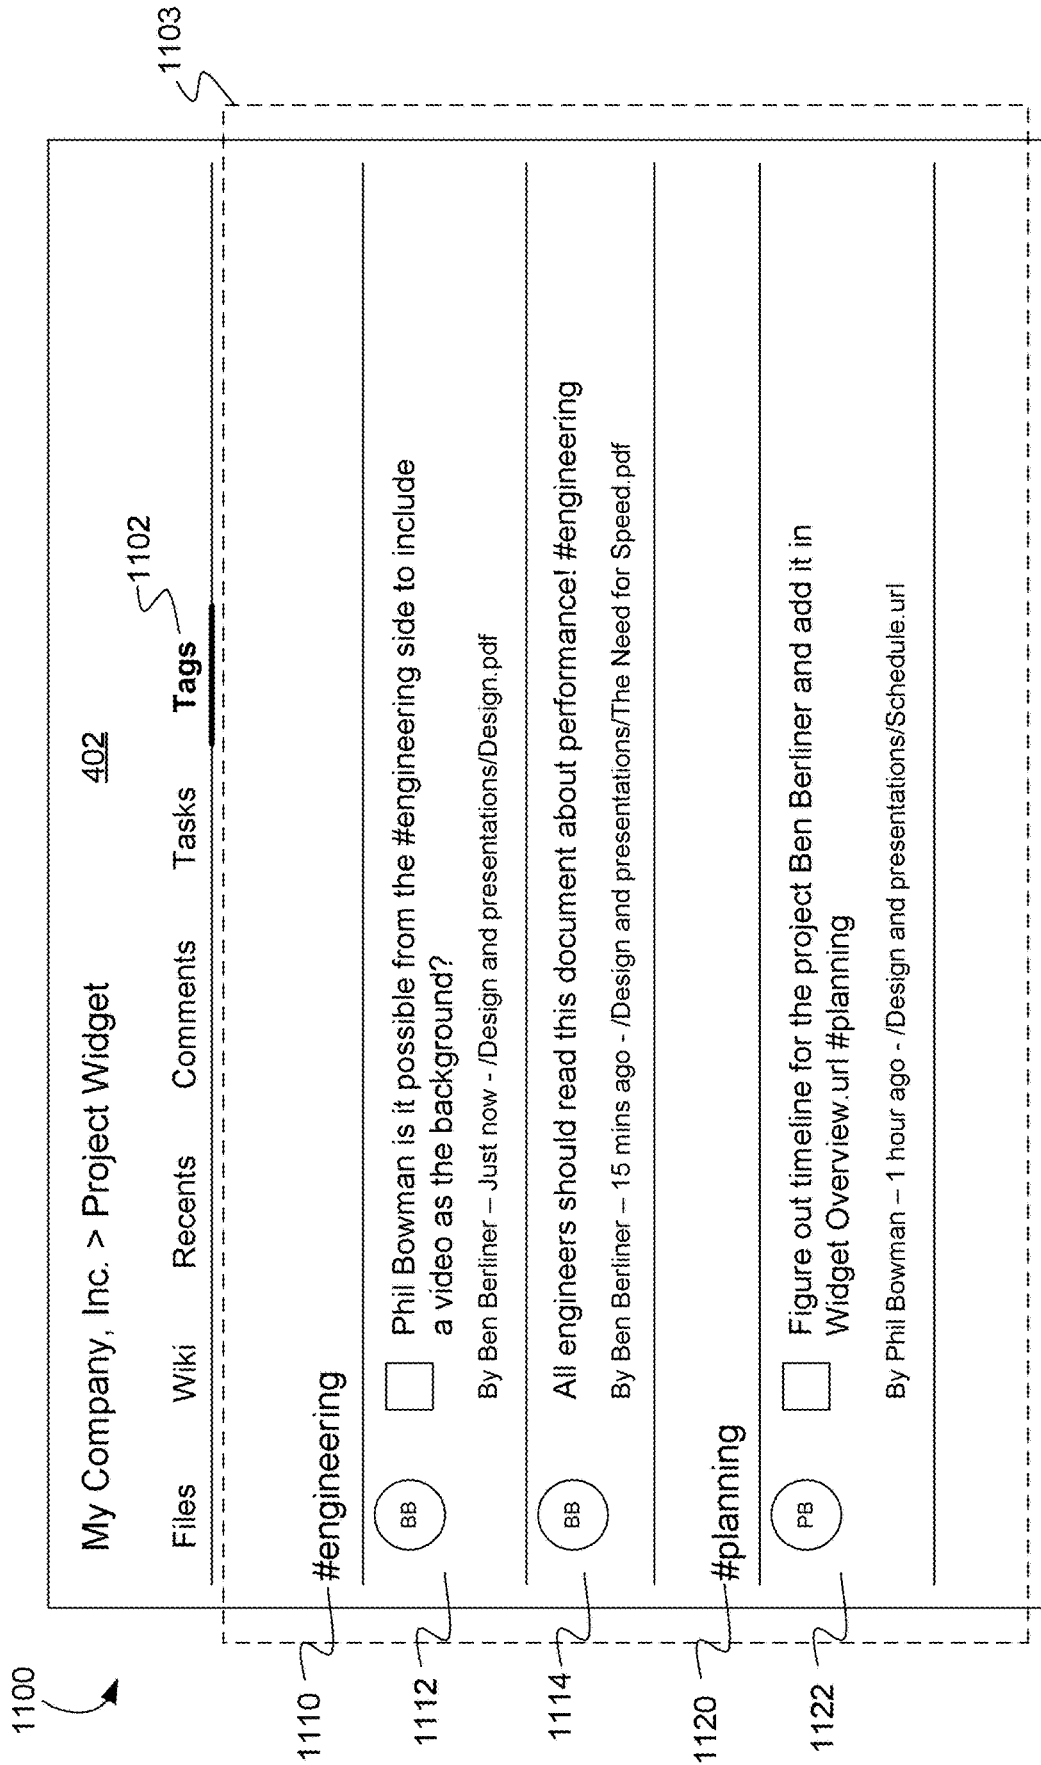 1100
My Company, Inc. > Project Widget
402
1102
1103
Files Wiki Recents Comments Tasks Tags
1110
#engineering
1112
BB
Phil Bowman is it possible from the #engineering side to include
a video as the background?
By Ben Berliner – Just now - /Design and presentations/Design.pdf
1114
BB
All engineers should read this document about performance! #engineering
By Ben Berliner – 15 mins ago - /Design and presentations/The Need for Speed.pdf
1120
#planning
1122
PB
Figure out timeline for the project Ben Berliner and add it in
Widget Overview.url #planning
By Phil Bowman – 1 hour ago - /Design and presentations/Schedule.url